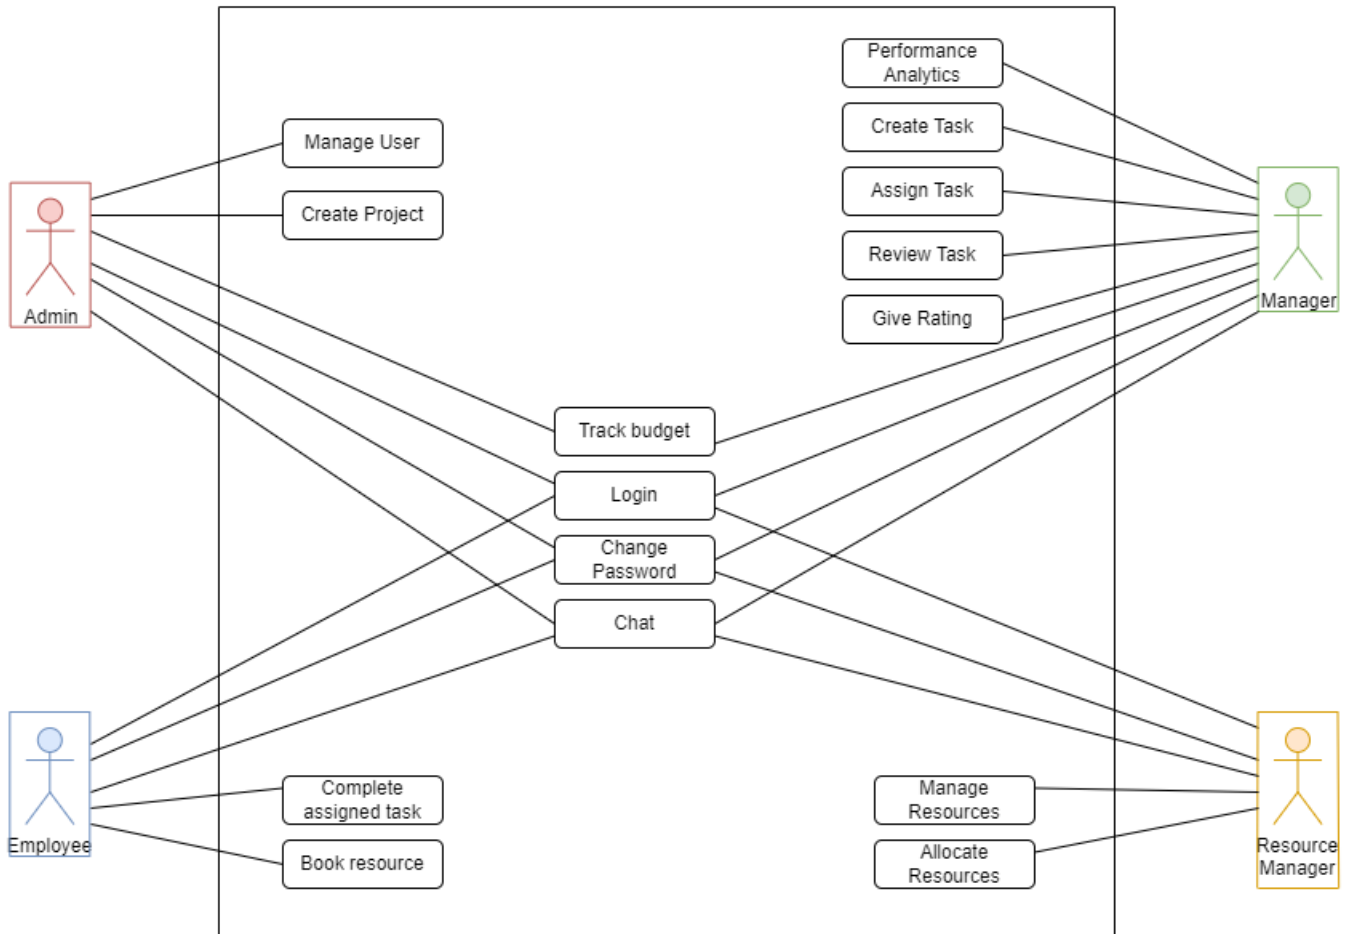 Performance
Analytics
Create Task
Manage User
Assign Task
Create Project
Review Task
Manager
Admin
Give Rating
Track budget
Login
Change
Password
Chat
Complete
assigned task
Manage
Resources
Employee
Book resource
Allocate
Resources
Resource
Manager